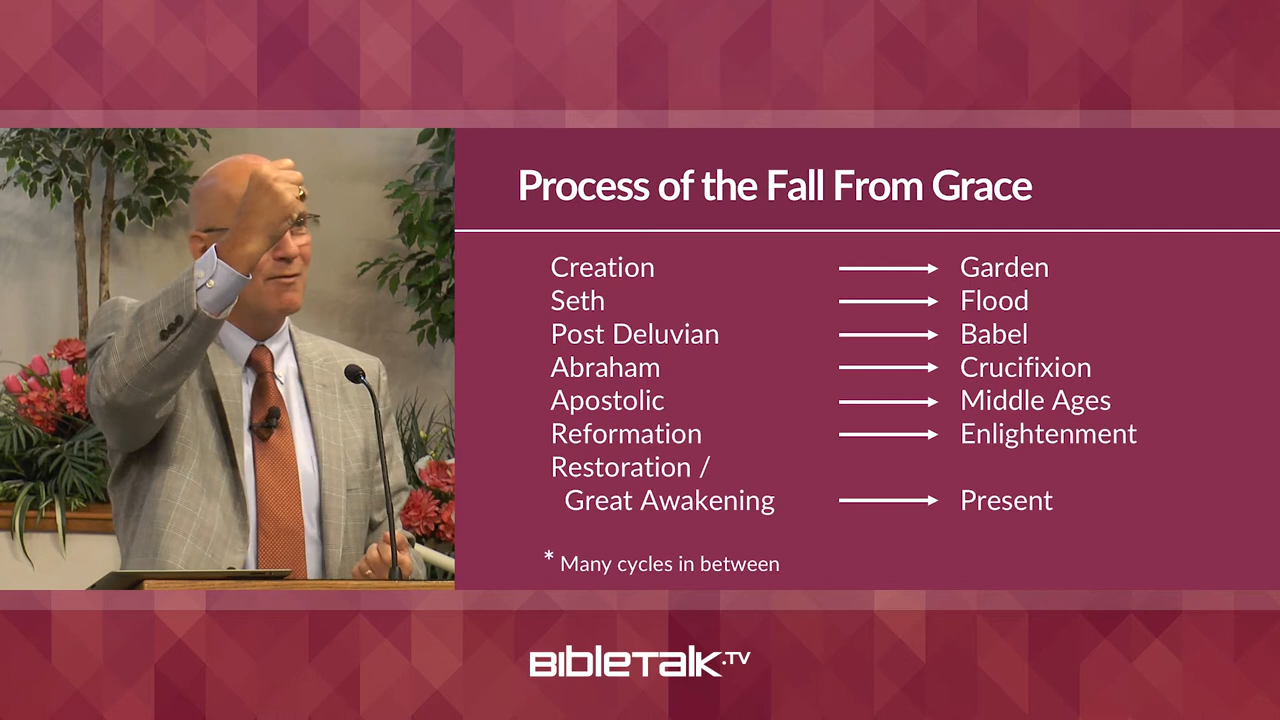 Process of the Fall From Grace
Creation → Garden
Seth → Flood
Post Deluvian → Babel
Abraham → Crucifixion
Apostolic → Middle Ages
Reformation → Enlightenment
Restoration /
Great Awakening → Present
* Many cycles in between
BibleTalk.TV